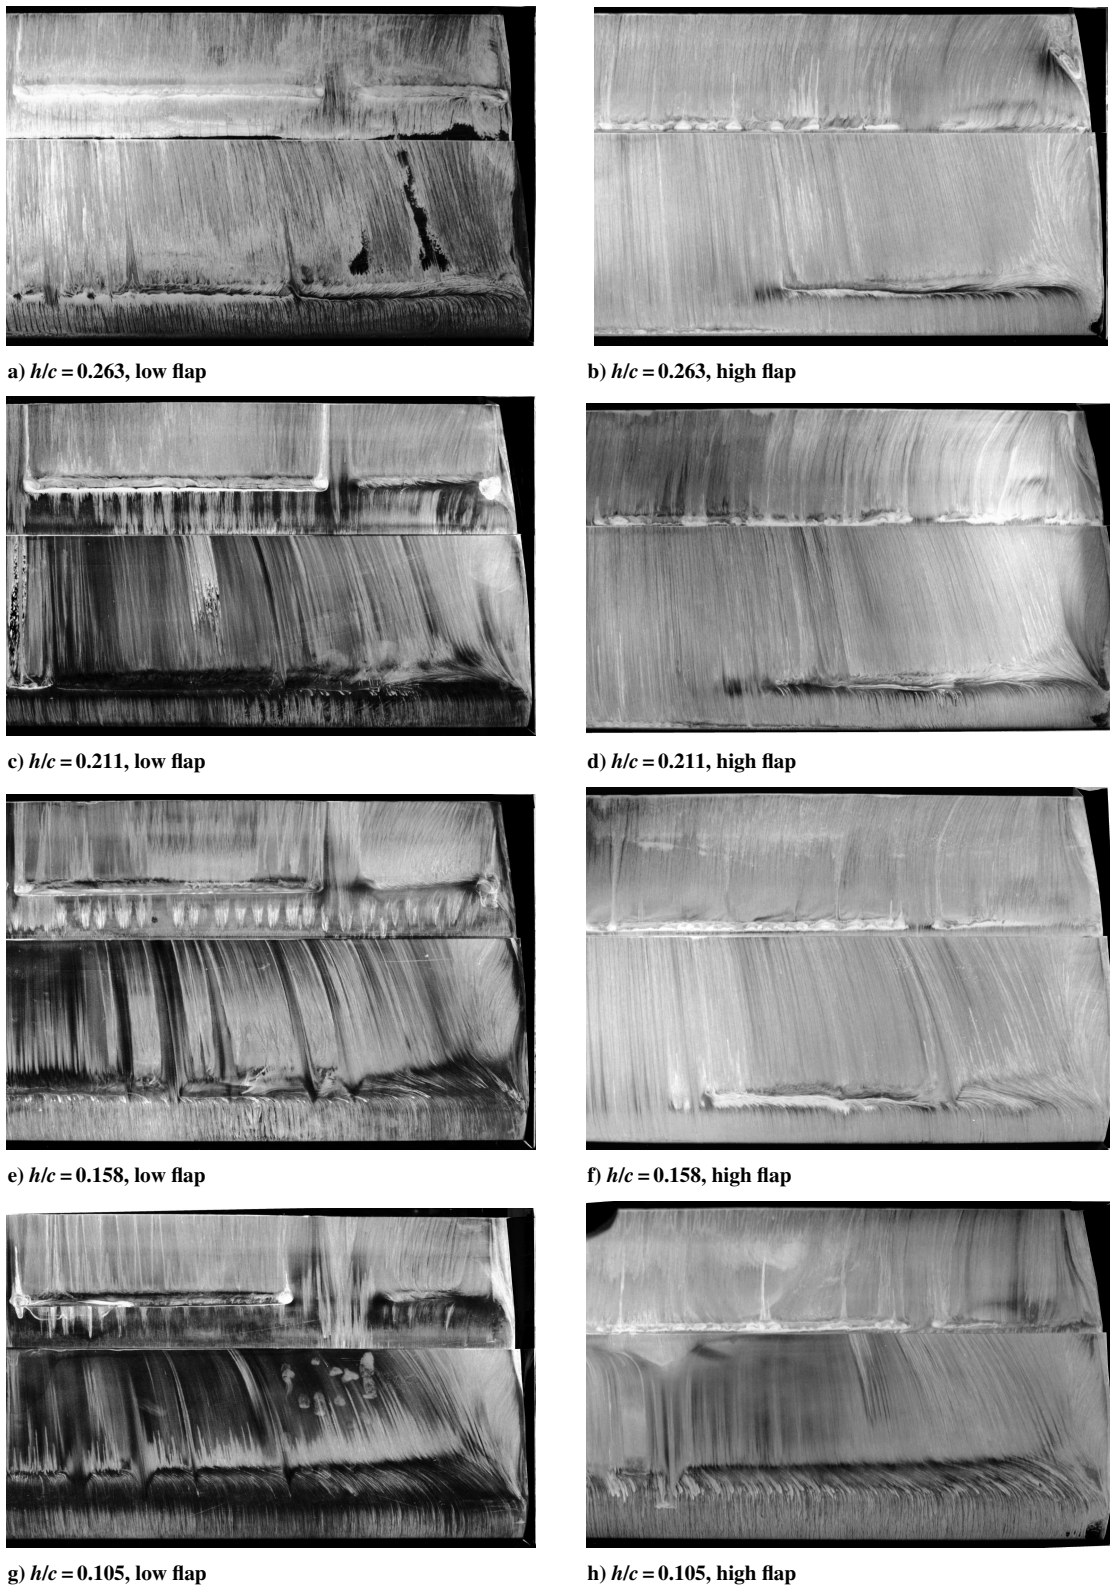 a) h/c = 0.263, low flap
b) h/c = 0.263, high flap
c) h/c = 0.211, low flap
d) h/c = 0.211, high flap
e) h/c = 0.158, low flap
f) h/c = 0.158, high flap
g) h/c = 0.105, low flap
h) h/c = 0.105, high flap